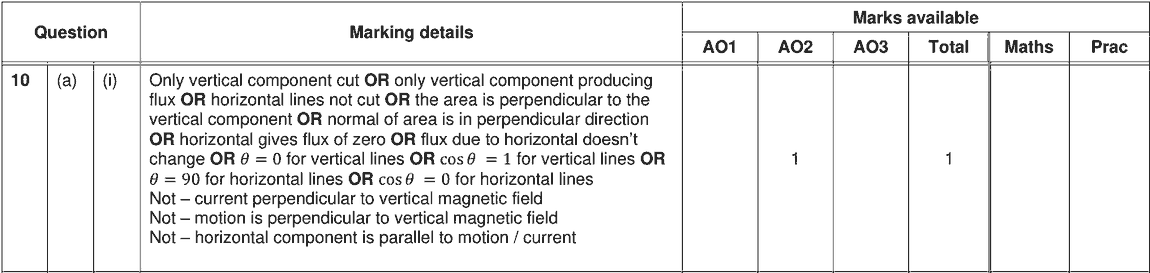 Question Marking details Marks available
AO1 AO2 AO3 Total Maths Prac
10 (a) (i) Only vertical component cut OR only vertical component producing
flux OR horizontal lines not cut OR the area is perpendicular to the
vertical component OR normal of area is in perpendicular direction
OR horizontal gives flux of zero OR flux due to horizontal doesn't
change OR θ = 0 for vertical lines OR cos θ = 1 for vertical lines OR
θ = 90 for horizontal lines OR cos θ = 0 for horizontal lines
Not – current perpendicular to vertical magnetic field
Not – motion is perpendicular to vertical magnetic field
Not – horizontal component is parallel to motion / current
1 1